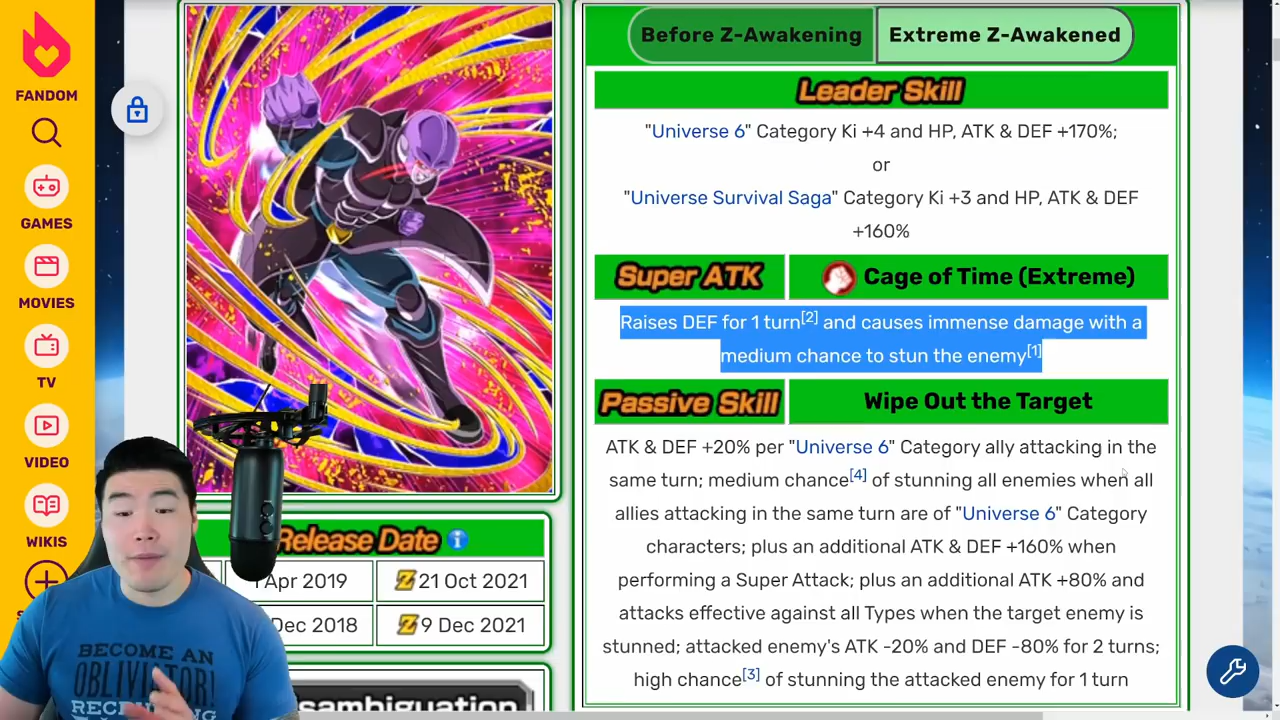 FANDOM
GAMES
MOVIES
TV
VIDEO
WIKIS
Before Z-Awakening
Extreme Z-Awakened
Leader Skill
"Universe 6" Category Ki +4 and HP, ATK & DEF +170%;
or
"Universe Survival Saga" Category Ki +3 and HP, ATK & DEF
+160%
Super ATK
Cage of Time (Extreme)
Raises DEF for 1 turn[2] and causes immense damage with a
medium chance to stun the enemy[1]
Passive Skill
Wipe Out the Target
ATK & DEF +20% per "Universe 6" Category ally attacking in the
same turn; medium chance[4] of stunning all enemies when all
allies attacking in the same turn are of "Universe 6" Category
characters; plus an additional ATK & DEF +160% when
performing a Super Attack; plus an additional ATK +80% and
attacks effective against all Types when the target enemy is
stunned; attacked enemy's ATK -20% and DEF -80% for 2 turns;
high chance[3] of stunning the attacked enemy for 1 turn
Release Date
Apr 2019
Z 21 Oct 2021
Dec 2018
Z 9 Dec 2021
sambiguation
BECOME AN
OBLIVIATOR!